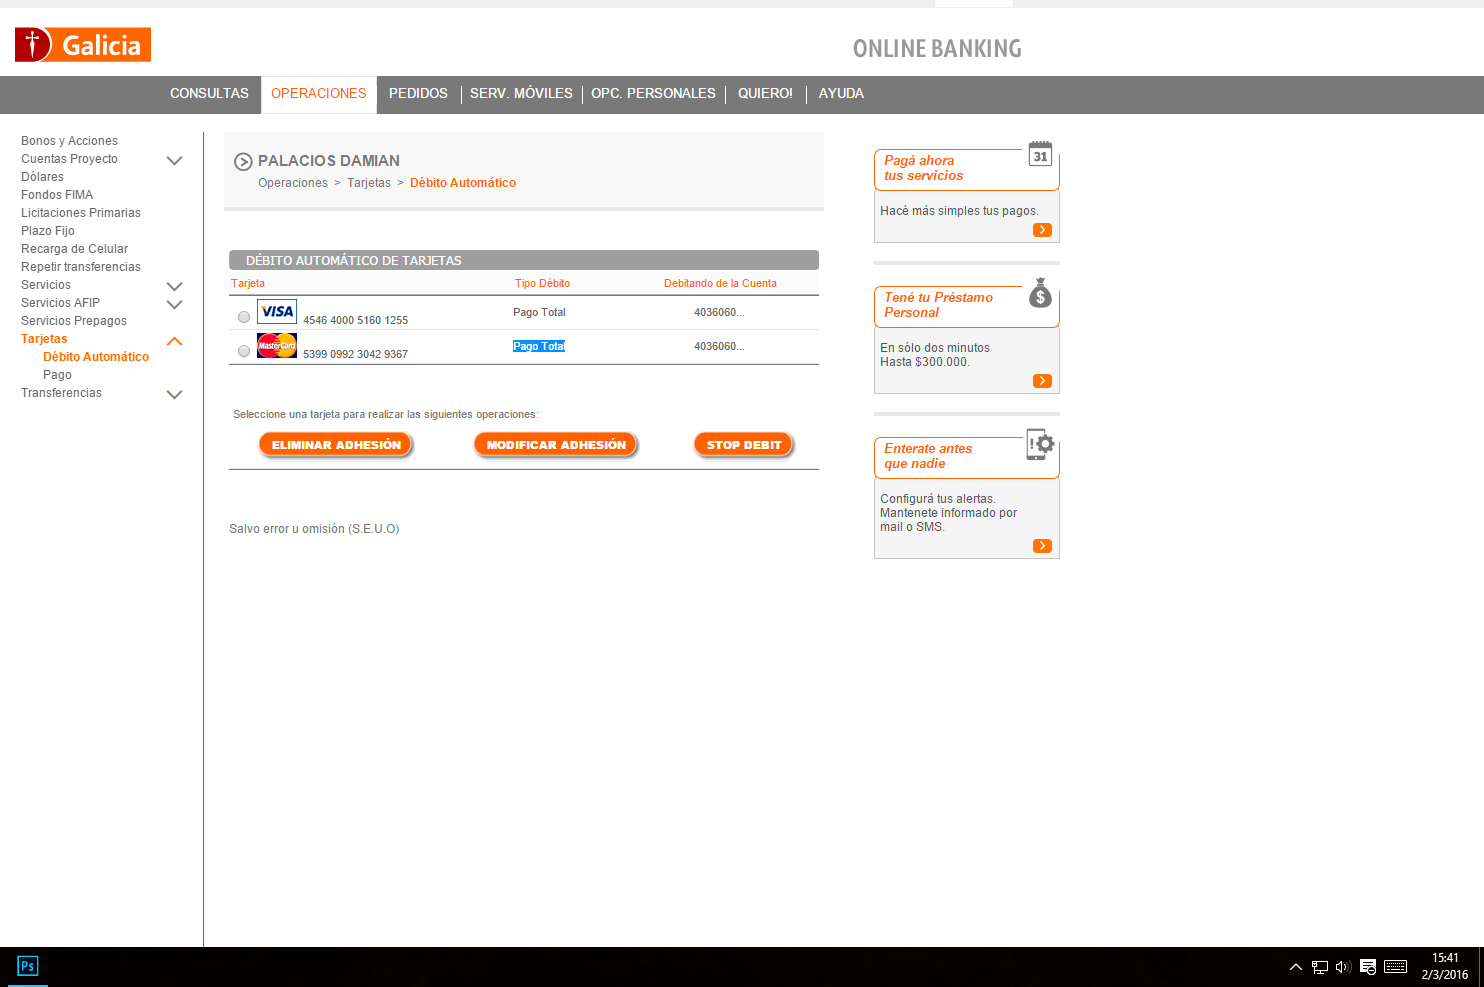 Galicia
ONLINE BANKING
CONSULTAS OPERACIONES PEDIDOS SERV. MÓVILES OPC. PERSONALES QUIERO! AYUDA
Bonos y Acciones
Cuentas Proyecto
Dólares
Fondos FIMA
Licitaciones Primarias
Plazo Fijo
Recarga de Celular
Repetir transferencias
Servicios
Servicios AFIP
Servicios Prepagos
Tarjetas
Débito Automático
Pago
Transferencias
PALACIOS DAMIAN
Operaciones > Tarjetas > Débito Automático
DÉBITO AUTOMÁTICO DE TARJETAS
Tarjeta Tipo Débito Debitando de la Cuenta
VISA 4546 4000 5160 1255 Pago Total 4036060...
MasterCard 5399 0992 3042 9367 Pago Total 4036060...
Seleccione una tarjeta para realizar las siguientes operaciones:
ELIMINAR ADHESIÓN MODIFICAR ADHESIÓN STOP DEBIT
Salvo error u omisión (S.E.U.O)
31
Pagá ahora
tus servicios
Hacé más simples tus pagos.
$
Tené tu Préstamo
Personal
En sólo dos minutos
Hasta $300.000.
!
Enterate antes
que nadie
Configurá tus alertas.
Mantenete informado por
mail o SMS.
Ps
15:41
2/3/2016